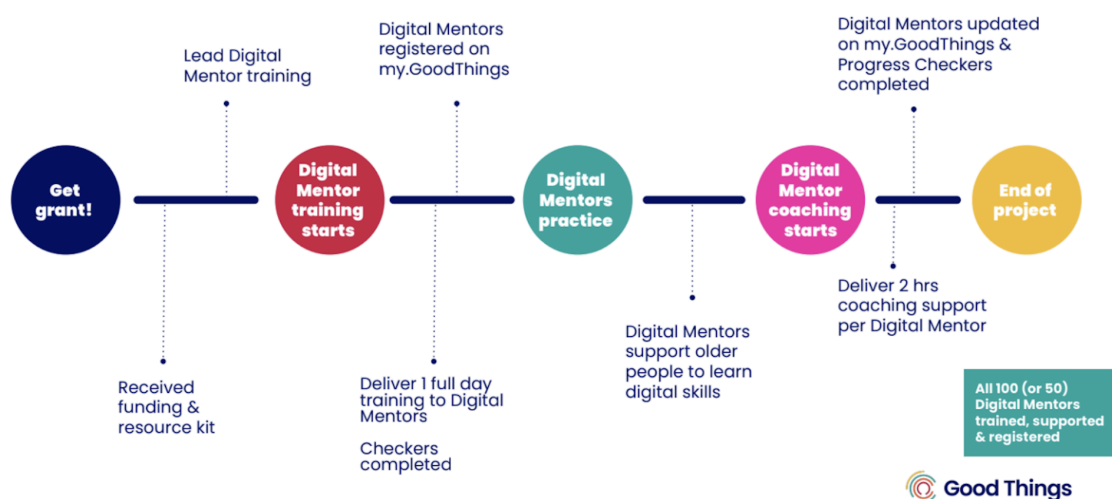 Lead Digital
Mentor training
Digital Mentors
registered on
my.GoodThings
Digital Mentors updated
on my.GoodThings &
Progress Checkers
completed
Get
grant!
Digital
Mentor
training
starts
Digital
Mentors
practice
Digital
Mentor
coaching
starts
End of
project
Received
funding &
resource kit
Deliver 1 full day
training to Digital
Mentors
Checkers
completed
Digital Mentors
support older
people to learn
digital skills
Deliver 2 hrs
coaching support
per Digital Mentor
All 100 (or 50)
Digital Mentors
trained, supported
& registered
Good Things